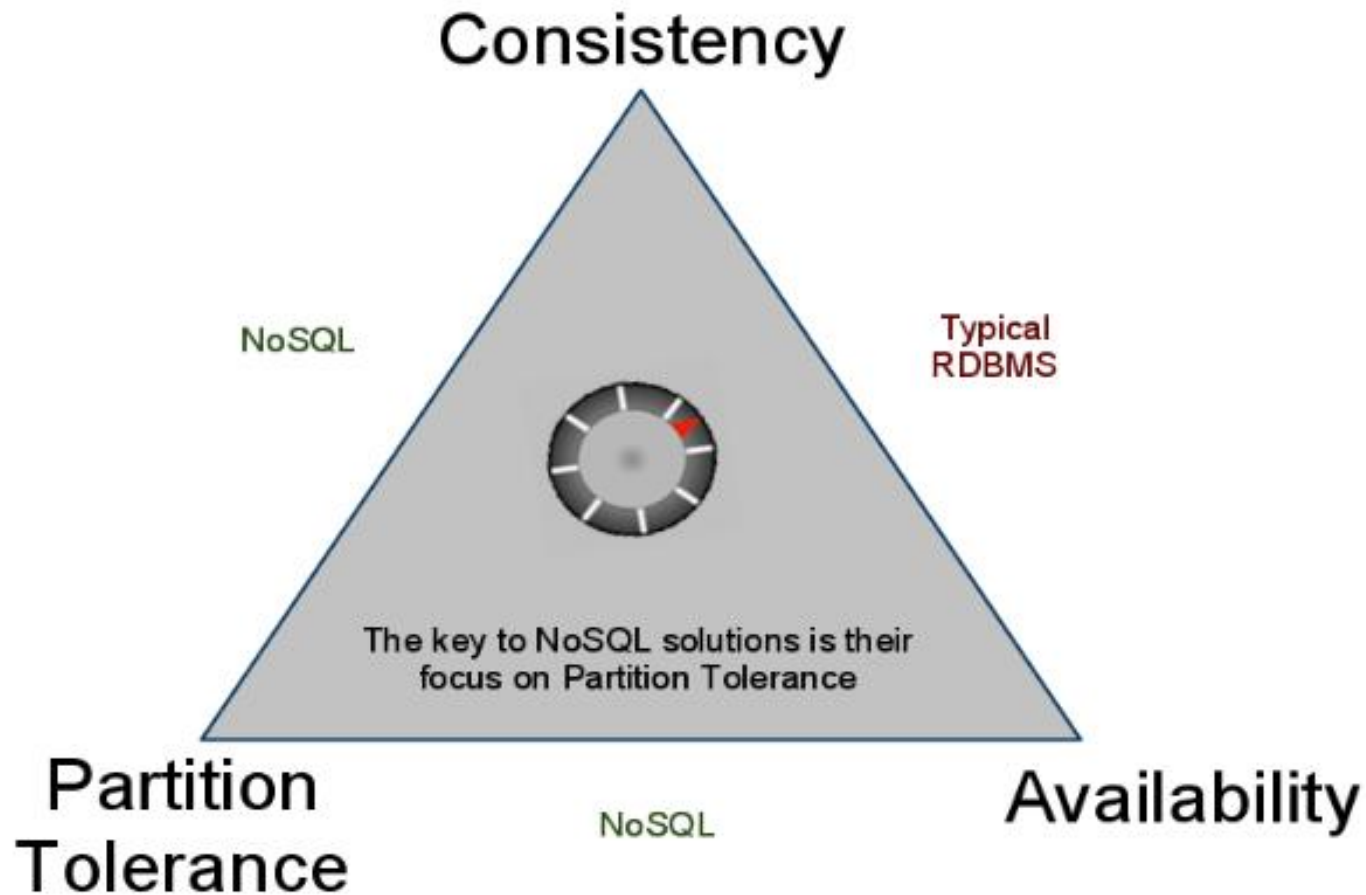 Consistency
NoSQL
Typical
RDBMS
The key to NoSQL solutions is their
focus on Partition Tolerance
Partition
Tolerance
Availability
NoSQL